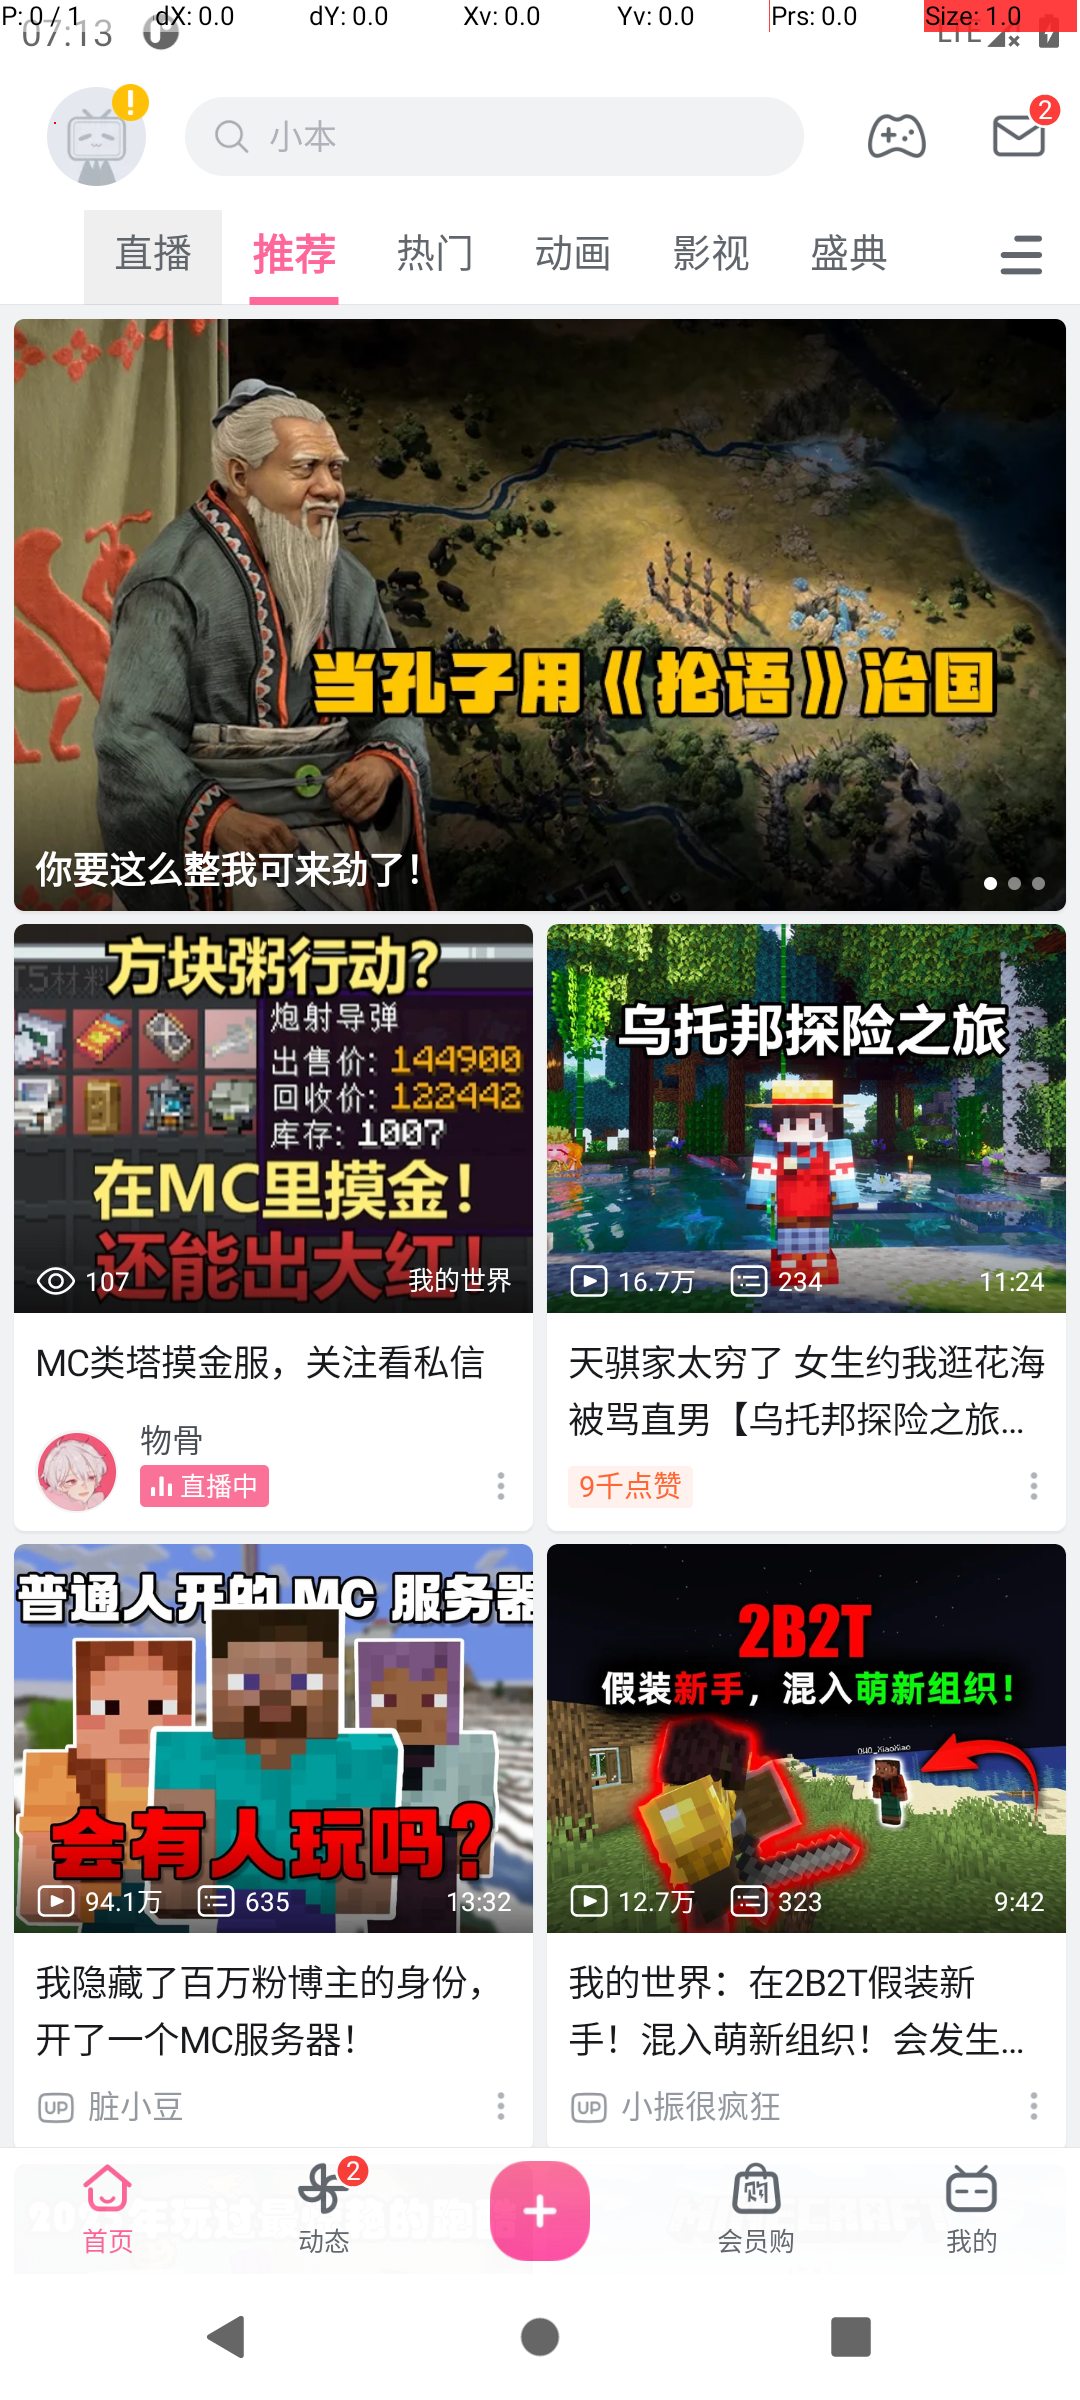 P: 0 / 1 dX: 0.0 dY: 0.0 Xv: 0.0 Yv: 0.0 Prs: 0.0 Size: 1.0
07:13 LTE
小本 2
直播 推荐 热门 动画 影视 盛典
当孔子用《抡语》治国
你要这么整我可来劲了！
方块粥行动？
T5材料
炮射导弹
出售价: 144900
回收价: 122442
库存: 1007
在MC里摸金！
还能出大红！
107 我的世界
MC类塔摸金服，关注看私信
物骨
直播中
乌托邦探险之旅
16.7万 234 11:24
天骐家太穷了 女生约我逛花海
被骂直男【乌托邦探险之旅...
9千点赞
普通人开的 MC 服务器
会有人玩吗？
94.1万 635 13:32
我隐藏了百万粉博主的身份，
开了一个MC服务器！
UP 脏小豆
2B2T
假装新手，混入萌新组织！
OWO_XiaoXiao
12.7万 323 9:42
我的世界：在2B2T假装新
手！混入萌新组织！会发生...
UP 小振很疯狂
首页 动态 2 会员购 我的